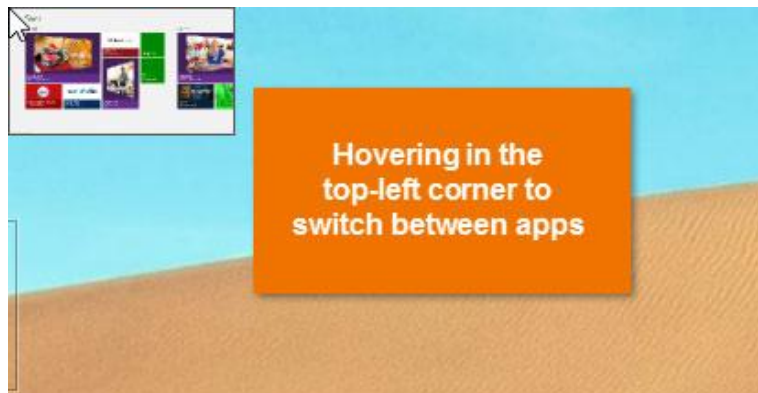 Hovering in the
top-left corner to
switch between apps